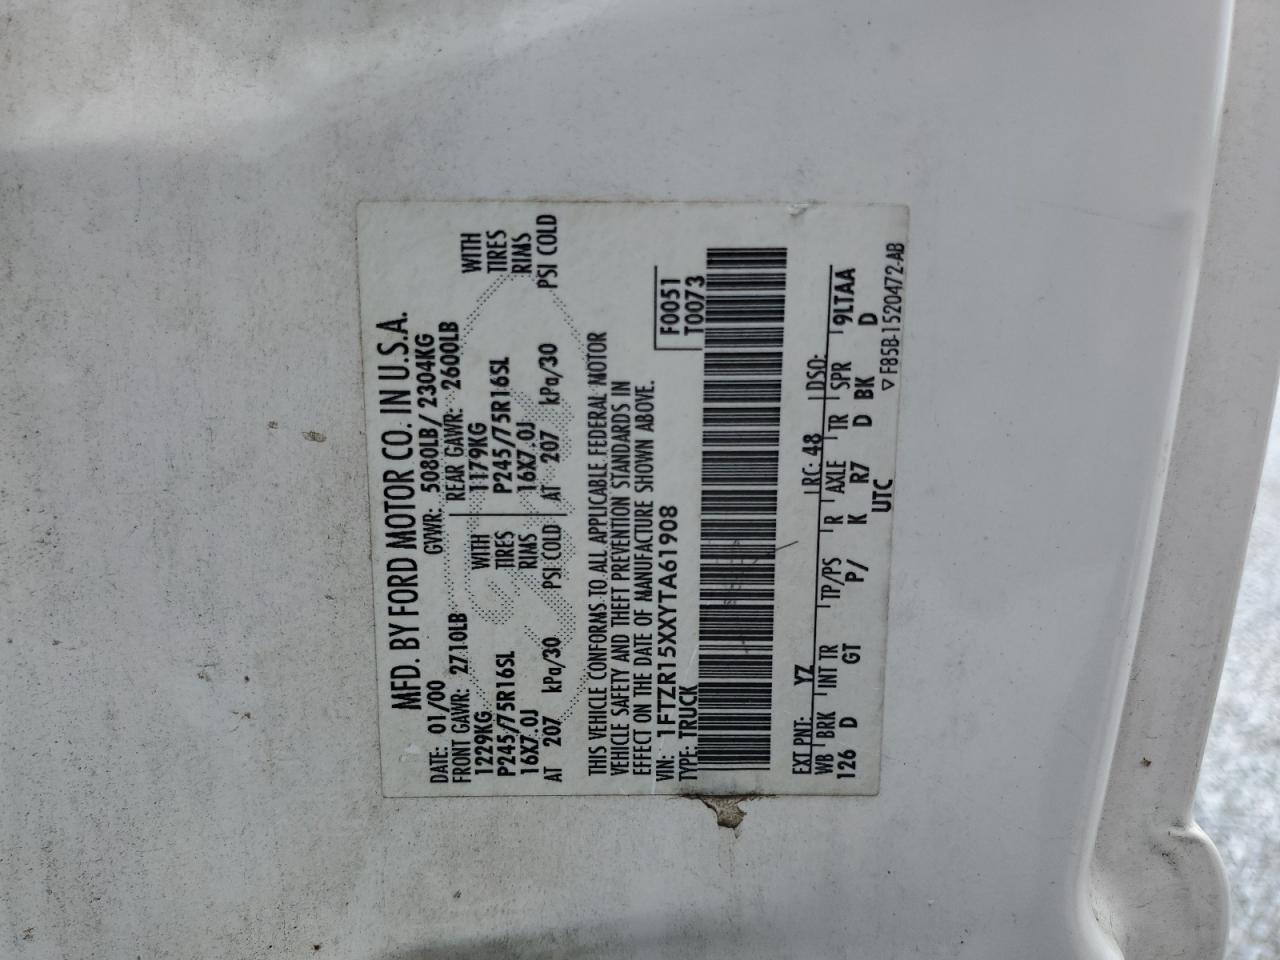 MFD. BY FORD MOTOR CO. IN U.S.A.
DATE: 01/00 GVWR: 5080LB/ 2304KG
FRONT GAWR: 2710LB REAR GAWR: 2600LB
1229KG WITH 1179KG WITH
P245/75R16SL TIRES P245/75R16SL TIRES
16X7.0J RIMS 16X7.0J RIMS
AT 207 kPa/30 PSI COLD AT 207 kPa/30 PSI COLD
THIS VEHICLE CONFORMS TO ALL APPLICABLE FEDERAL MOTOR
VEHICLE SAFETY AND THEFT PREVENTION STANDARDS IN
EFFECT ON THE DATE OF MANUFACTURE SHOWN ABOVE.
VIN: 1FTZR15XXYTA61908 F0051
TYPE: TRUCK T0073
EXT PNT: YZ RC: 48 DSO:
WB BRK INT TR TP/PS R AXLE TR SPR 9LTAA
126 D GT P/ K R7 D BK D
UTC
▽F85B-1520472-AB